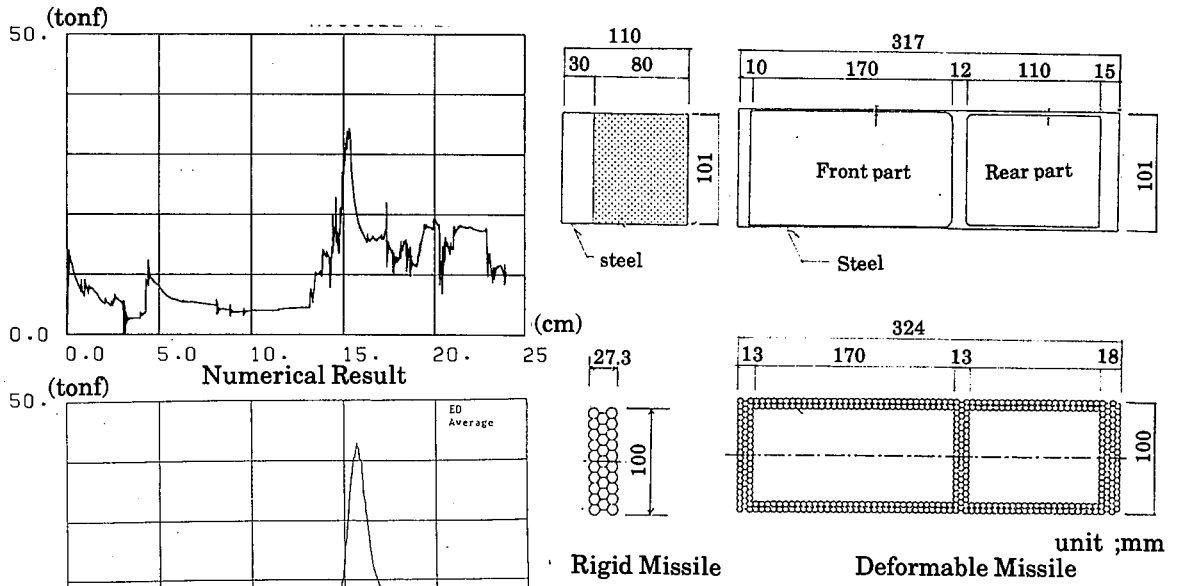 (tonf)
50.
0.0
(cm)
0.0 5.0 10. 15. 20. 25
Numerical Result
(tonf)
50.
ED
Average
110
30 80
101
steel
317
10 170 12 110 15
Front part
Rear part
101
Steel
27.3
100
Rigid Missile
324
13 170 13 18
100
unit ;mm
Deformable Missile